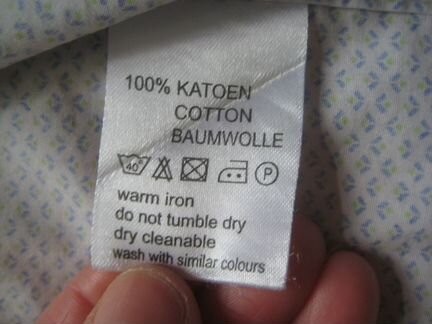 100% KATOEN
COTTON
BAUMWOLLE
40° P
warm iron
do not tumble dry
dry cleanable
wash with similar colours